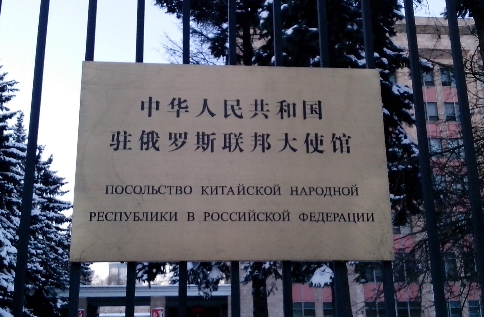 中华人民共和国
驻俄罗斯联邦大使馆
ПОСОЛЬСТВО КИТАЙСКОЙ НАРОДНОЙ
РЕСПУБЛИКИ В РОССИЙСКОЙ ФЕДЕРАЦИИ